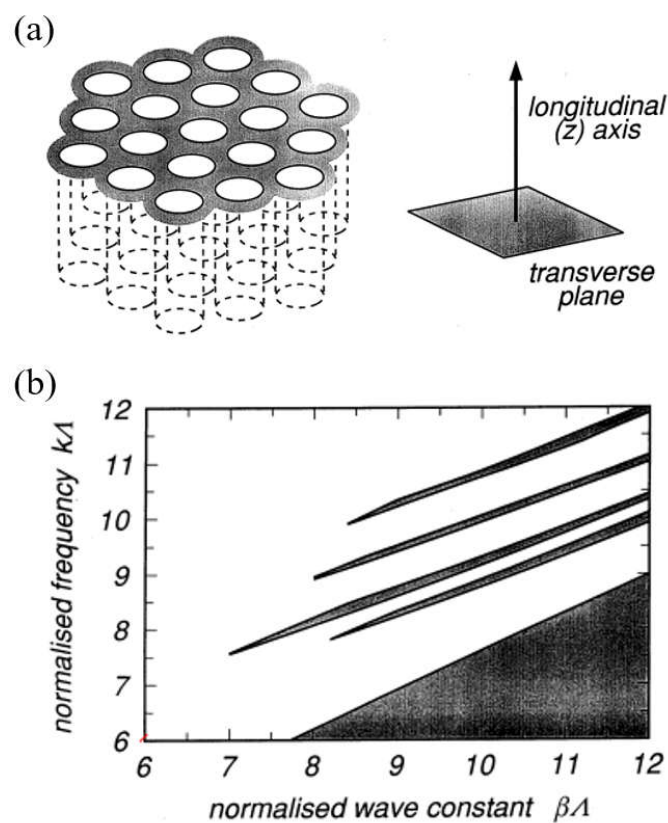 (a)
longitudinal
(z) axis
transverse
plane
(b)
normalised frequency kΛ
12
11
10
9
8
7
6
6 7 8 9 10 11 12
normalised wave constant βΛ